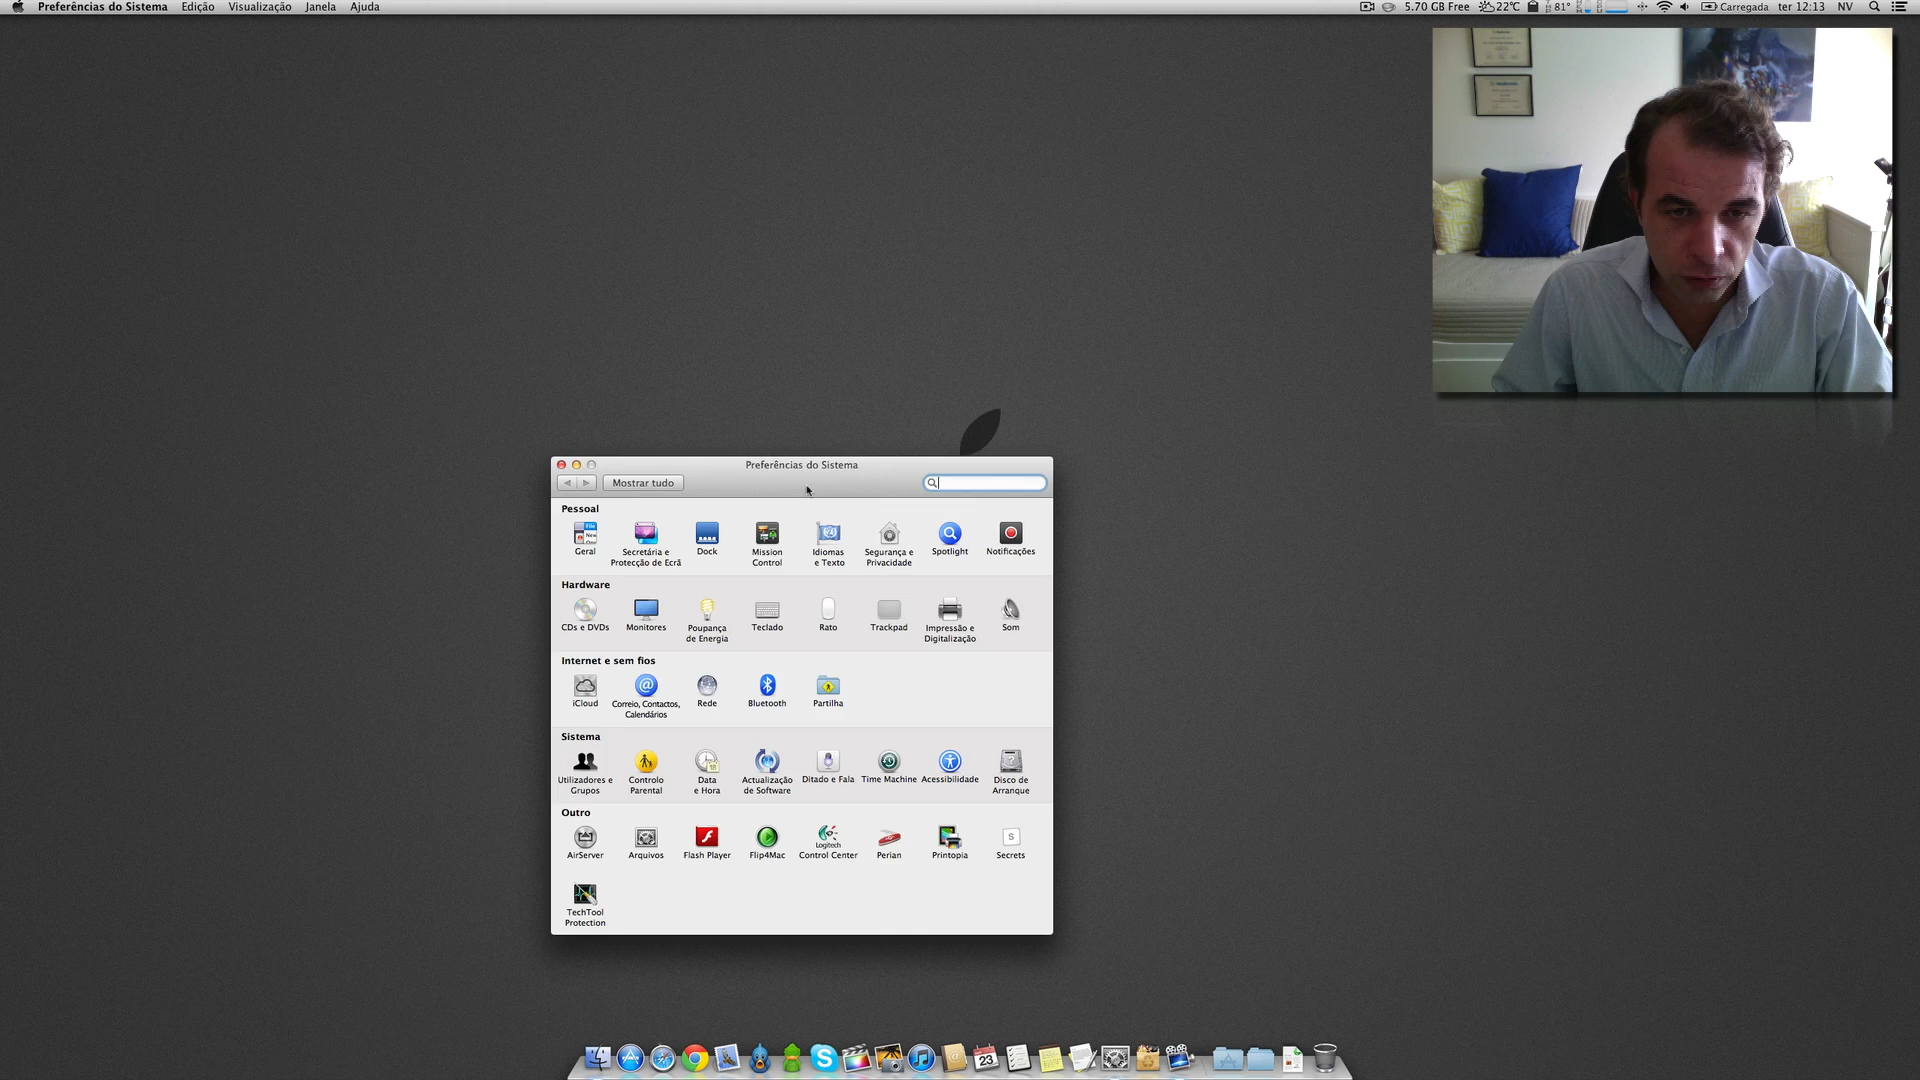 Preferências do Sistema Edição Visualização Janela Ajuda
5.70 GB Free 22°C 81° Carregada ter 12:13 NV
Preferências do Sistema
Mostrar tudo
Pessoal
Geral
Secretária e
Protecção de Ecrã
Dock
Mission
Control
Idiomas
e Texto
Segurança e
Privacidade
Spotlight
Notificações
Hardware
CDs e DVDs
Monitores
Poupança
de Energia
Teclado
Rato
Trackpad
Impressão e
Digitalização
Som
Internet e sem fios
iCloud
Correio, Contactos,
Calendários
Rede
Bluetooth
Partilha
Sistema
Utilizadores e
Grupos
Controlo
Parental
18
Data
e Hora
Actualização
de Software
Ditado e Fala
Time Machine
Acessibilidade
Disco de
Arranque
Outro
AirServer
Arquivos
Flash Player
Flip4Mac
Logitech
Control Center
Perian
Printopia
S
Secrets
TechTool
Protection
23